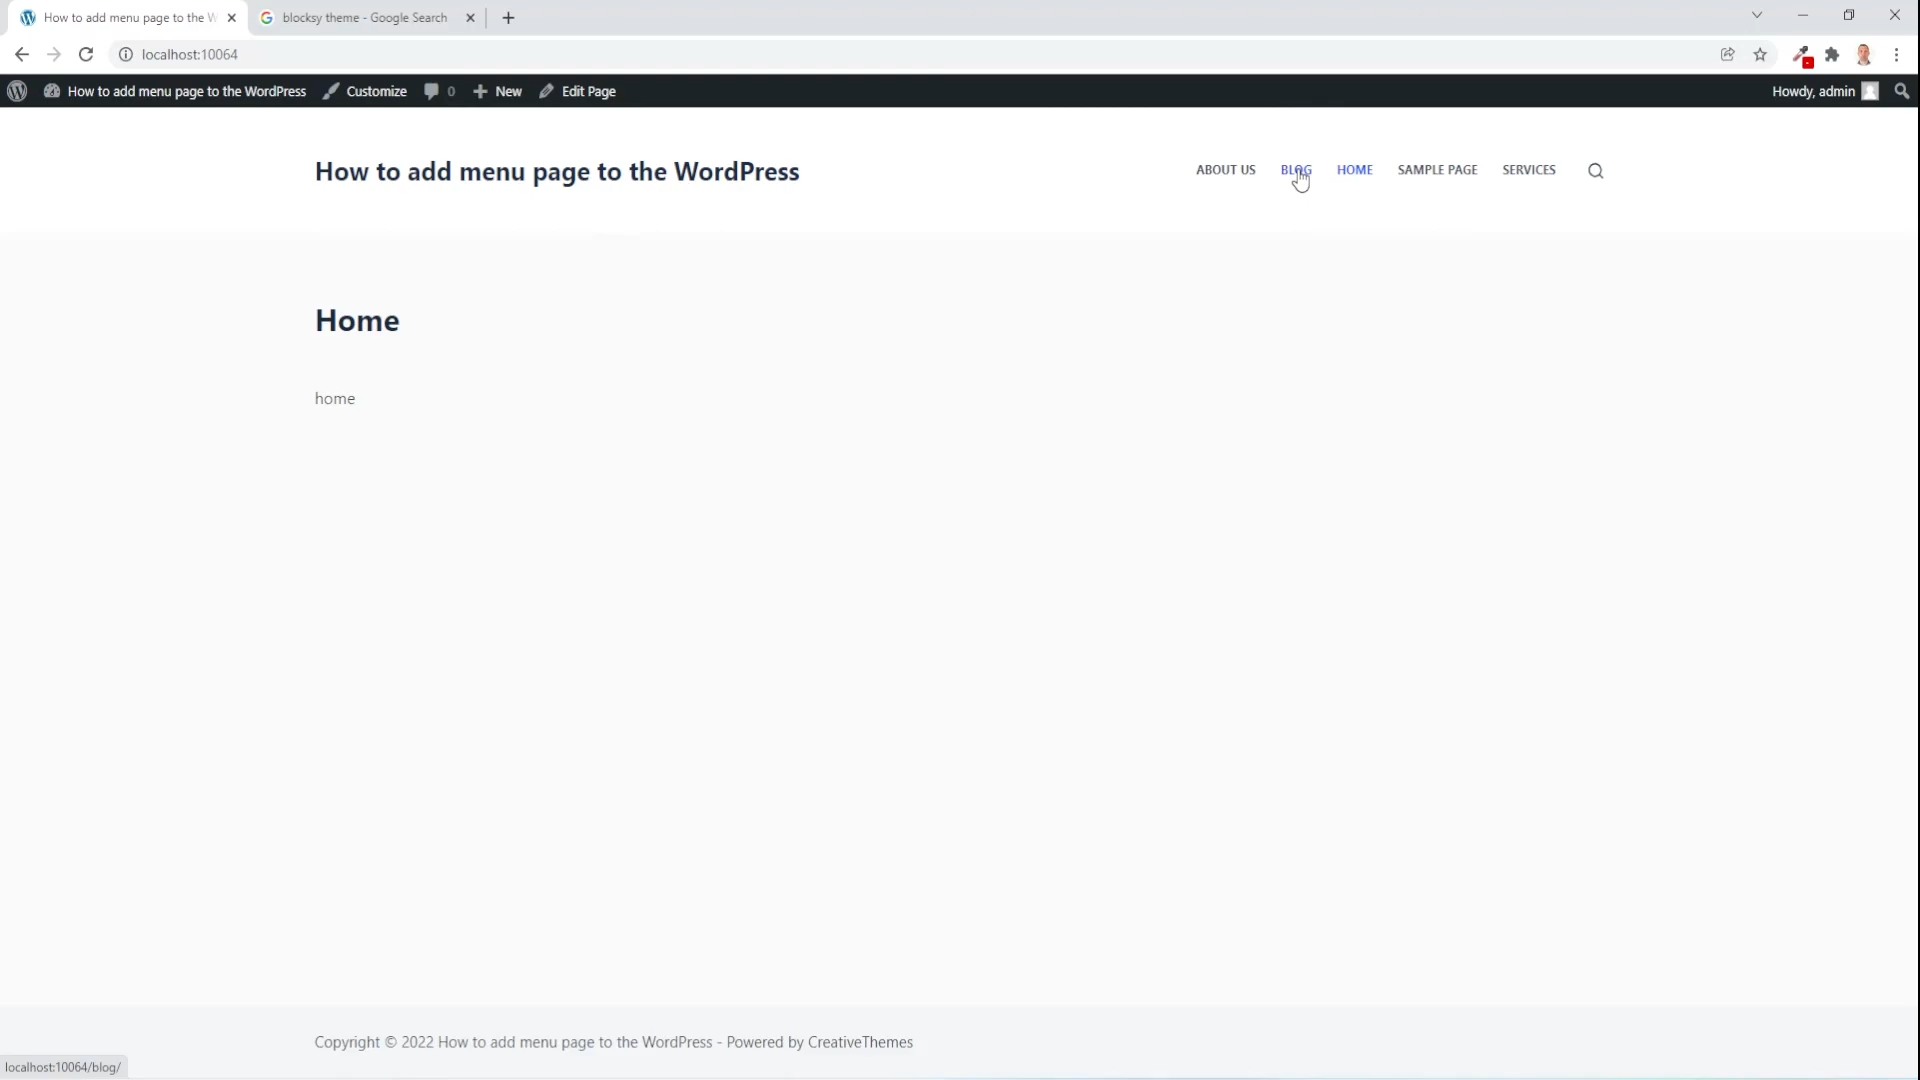 How to add menu page to the W
blocksy theme - Google Search
localhost:10064
How to add menu page to the WordPress
Customize
0
New
Edit Page
Howdy, admin
How to add menu page to the WordPress
ABOUT US
BLOG
HOME
SAMPLE PAGE
SERVICES
Home
home
Copyright © 2022 How to add menu page to the WordPress - Powered by CreativeThemes
localhost:10064/blog/